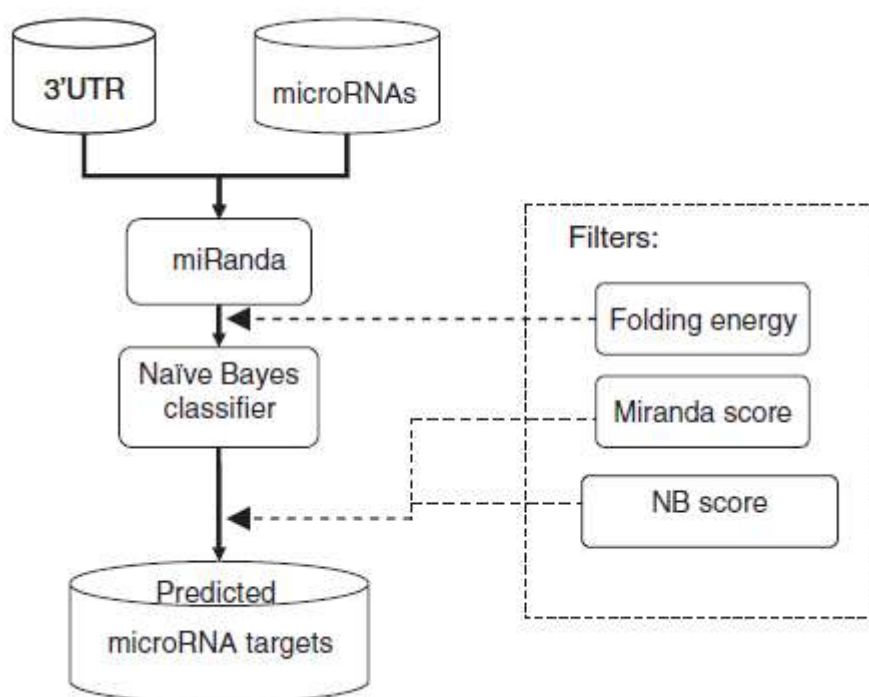 3'UTR
microRNAs
miRanda
Filters:
Folding energy
Naïve Bayes
classifier
Miranda score
NB score
Predicted
microRNA targets